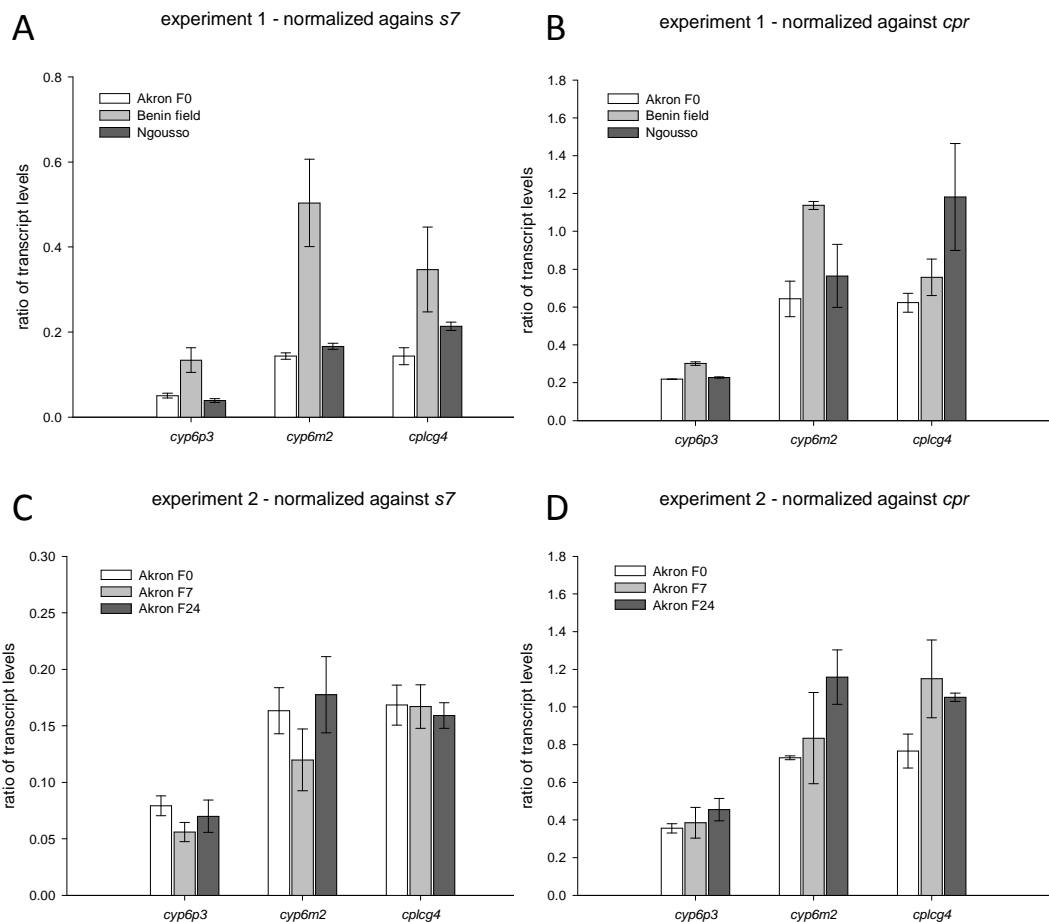 A
experiment 1 - normalized agains s7
ratio of transcript levels
0.8
0.6
0.4
0.2
0.0
Akron F0
Benin field
Ngousso
cyp6p3
cyp6m2
cplcg4
B
experiment 1 - normalized against cpr
ratio of transcript levels
1.8
1.6
1.4
1.2
1.0
0.8
0.6
0.4
0.2
0.0
Akron F0
Benin field
Ngousso
cyp6p3
cyp6m2
cplcg4
C
experiment 2 - normalized against s7
ratio of transcript levels
0.30
0.25
0.20
0.15
0.10
0.05
0.00
Akron F0
Akron F7
Akron F24
cyp6p3
cyp6m2
cplcg4
D
experiment 2 - normalized against cpr
ratio of transcript levels
1.8
1.6
1.4
1.2
1.0
0.8
0.6
0.4
0.2
0.0
Akron F0
Akron F7
Akron F24
cyp6p3
cyp6m2
cplcg4